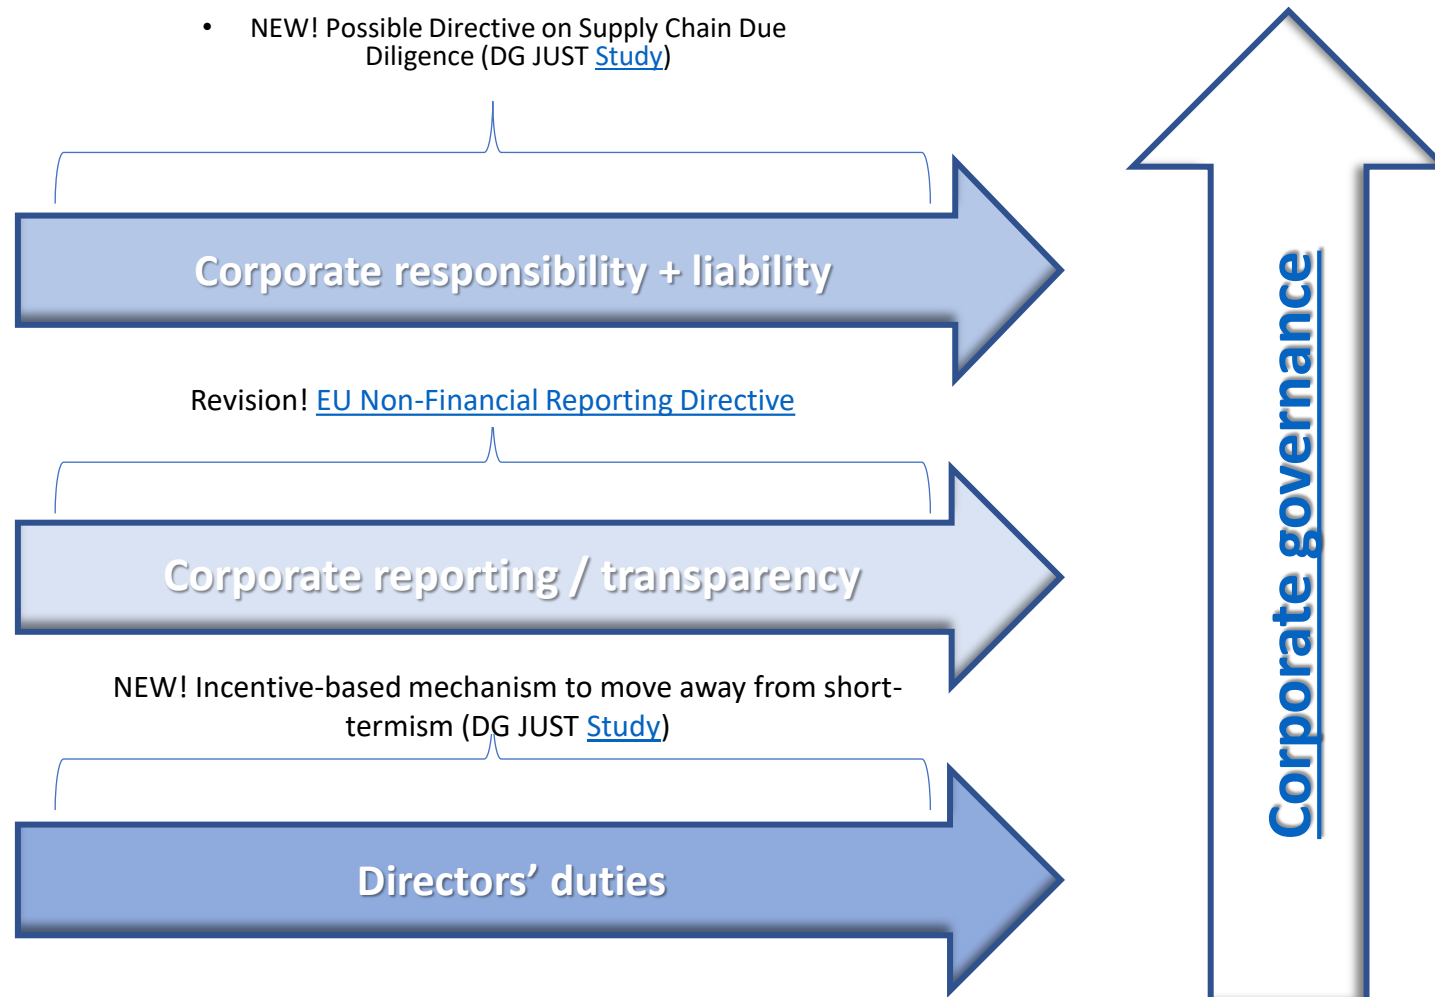 • NEW! Possible Directive on Supply Chain Due
Diligence (DG JUST Study)
Corporate responsibility + liability
Revision! EU Non-Financial Reporting Directive
Corporate reporting / transparency
NEW! Incentive-based mechanism to move away from short-
termism (DG JUST Study)
Directors’ duties
Corporate governance